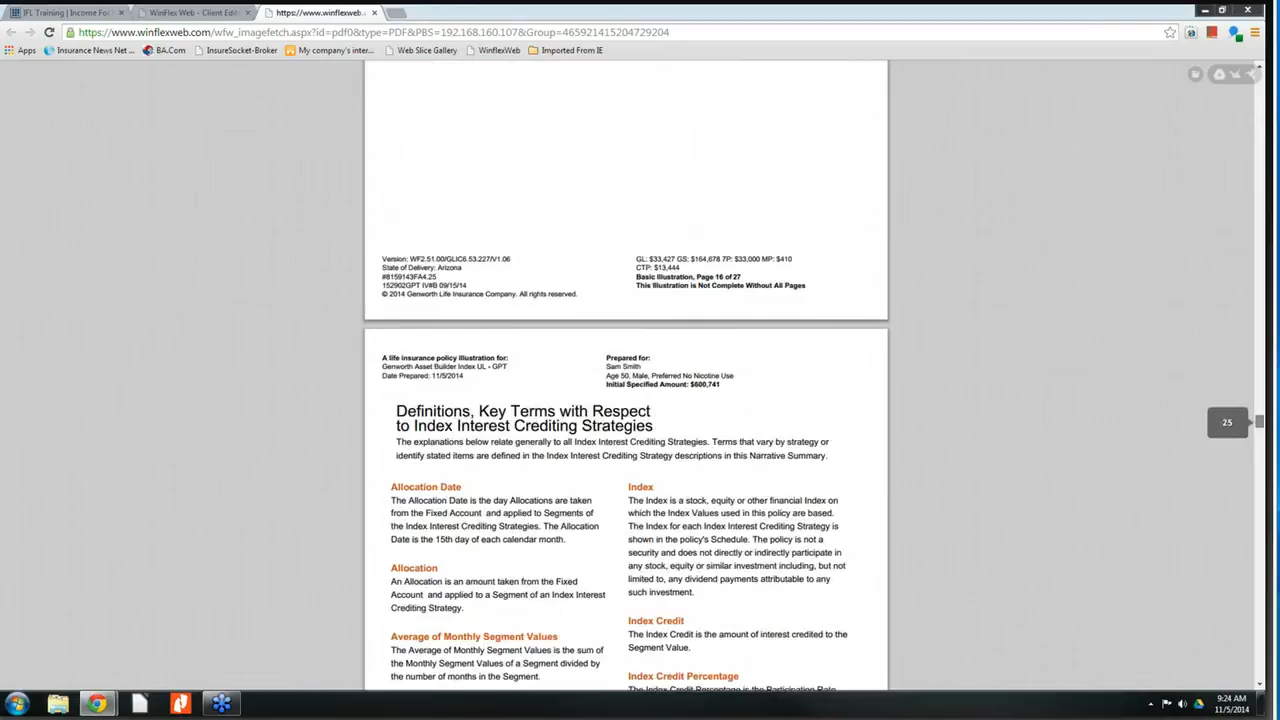 IFL Training | Income For
WinFlex Web - Client Edit
https://www.winflexweb.co
https://www.winflexweb.com/wfw_imagefetch.aspx?id=pdf0&type=PDF&PBS=192.168.160.107&Group=465921415204729204
Apps
Insurance News Net ...
BA.Com
InsureSocket-Broker
My company's inter...
Web Slice Gallery
WinflexWeb
Imported From IE
Version: WF2.51.00/GLIC6.53.227/V1.06
State of Delivery: Arizona
#8159143FA4.25
152902GPT IV#B 09/15/14
© 2014 Genworth Life Insurance Company. All rights reserved.
GL: $33,427 GS: $164,678 7P: $33,000 MP: $410
CTP: $13,444
Basic Illustration, Page 16 of 27
This Illustration is Not Complete Without All Pages
A life insurance policy illustration for:
Genworth Asset Builder Index UL - GPT
Date Prepared: 11/5/2014
Prepared for:
Sam Smith
Age 50, Male, Preferred No Nicotine Use
Initial Specified Amount: $600,741
25
Definitions, Key Terms with Respect
to Index Interest Crediting Strategies
The explanations below relate generally to all Index Interest Crediting Strategies. Terms that vary by strategy or
identify stated items are defined in the Index Interest Crediting Strategy descriptions in this Narrative Summary.
Allocation Date
The Allocation Date is the day Allocations are taken
from the Fixed Account and applied to Segments of
the Index Interest Crediting Strategies. The Allocation
Date is the 15th day of each calendar month.
Allocation
An Allocation is an amount taken from the Fixed
Account and applied to a Segment of an Index Interest
Crediting Strategy.
Average of Monthly Segment Values
The Average of Monthly Segment Values is the sum of
the Monthly Segment Values of a Segment divided by
the number of months in the Segment.
Index
The Index is a stock, equity or other financial Index on
which the Index Values used in this policy are based.
The Index for each Index Interest Crediting Strategy is
shown in the policy's Schedule. The policy is not a
security and does not directly or indirectly participate in
any stock, equity or similar investment including, but not
limited to, any dividend payments attributable to any
such investment.
Index Credit
The Index Credit is the amount of interest credited to the
Segment Value.
Index Credit Percentage
The Index Credit Percentage is the Participation Rate
9:24 AM
11/5/2014